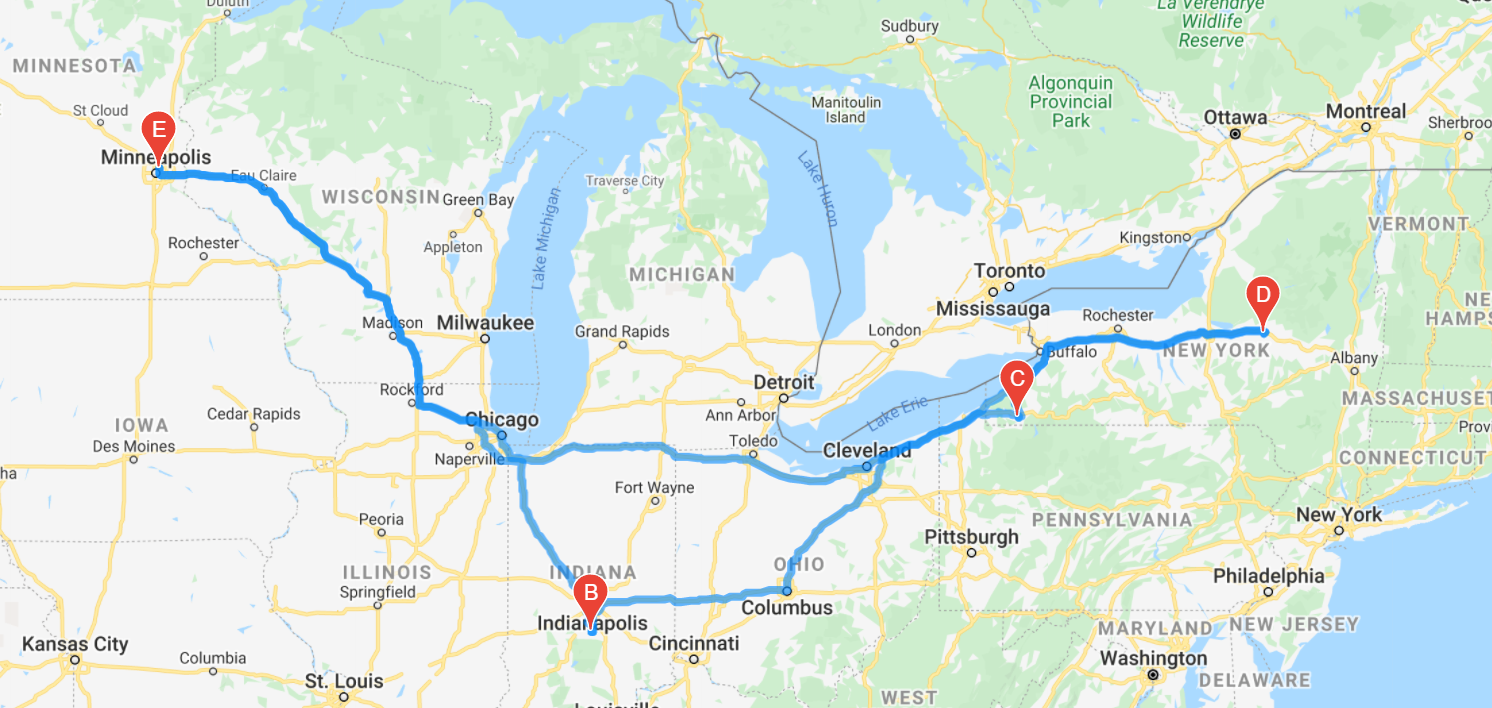 Duluth
Sudbury
La Vérendrye
Wildlife
Reserve
MINNESOTA
Algonquin
Provincial
Park
St Cloud
Manitoulin
Island
Ottawa
Montreal
Sherbroo
E
Minneapolis
Eau Claire
WISCONSIN
Green Bay
Traverse City
Lake Michigan
Lake Huron
Rochester
Appleton
Kingston
VERMONT
MICHIGAN
Toronto
Mississauga
D
NE
HAMPS
Madison
Milwaukee
Grand Rapids
London
Rochester
Buffalo
NEW YORK
Albany
Rockford
Detroit
C
MASSACHUSET
Ann Arbor
Lake Erie
IOWA
Cedar Rapids
Chicago
Des Moines
Naperville
Toledo
Cleveland
Provi
CONNECTICUT
ha
Fort Wayne
Peoria
PENNSYLVANIA
New York
Pittsburgh
ILLINOIS
Springfield
INDIANA
OHIO
Philadelphia
B
Columbus
Indianapolis
MARYLAND
NEW JERSEY
Kansas City
Cincinnati
Columbia
Washington
St. Louis
DELAWARE
WEST
Louisville